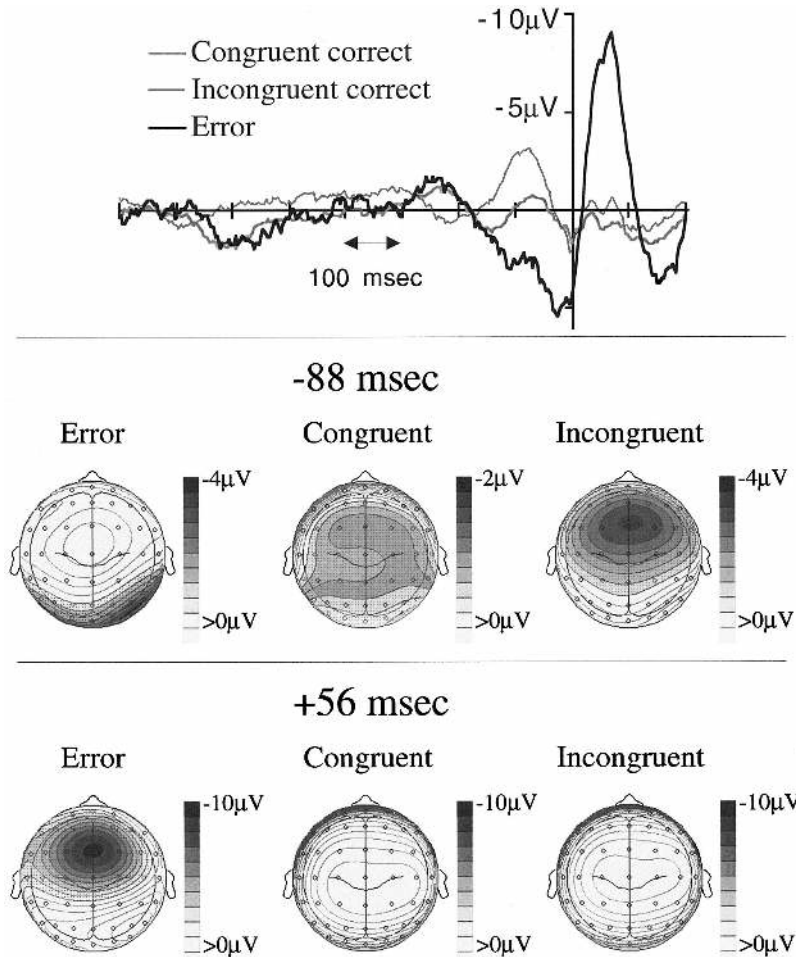 -10μV
Congruent correct
Incongruent correct
-5μV
Error
100 msec
-88 msec
Error Congruent Incongruent
-4μV -2μV -4μV
>0μV >0μV >0μV
+56 msec
Error Congruent Incongruent
-10μV -10μV -10μV
>0μV >0μV >0μV